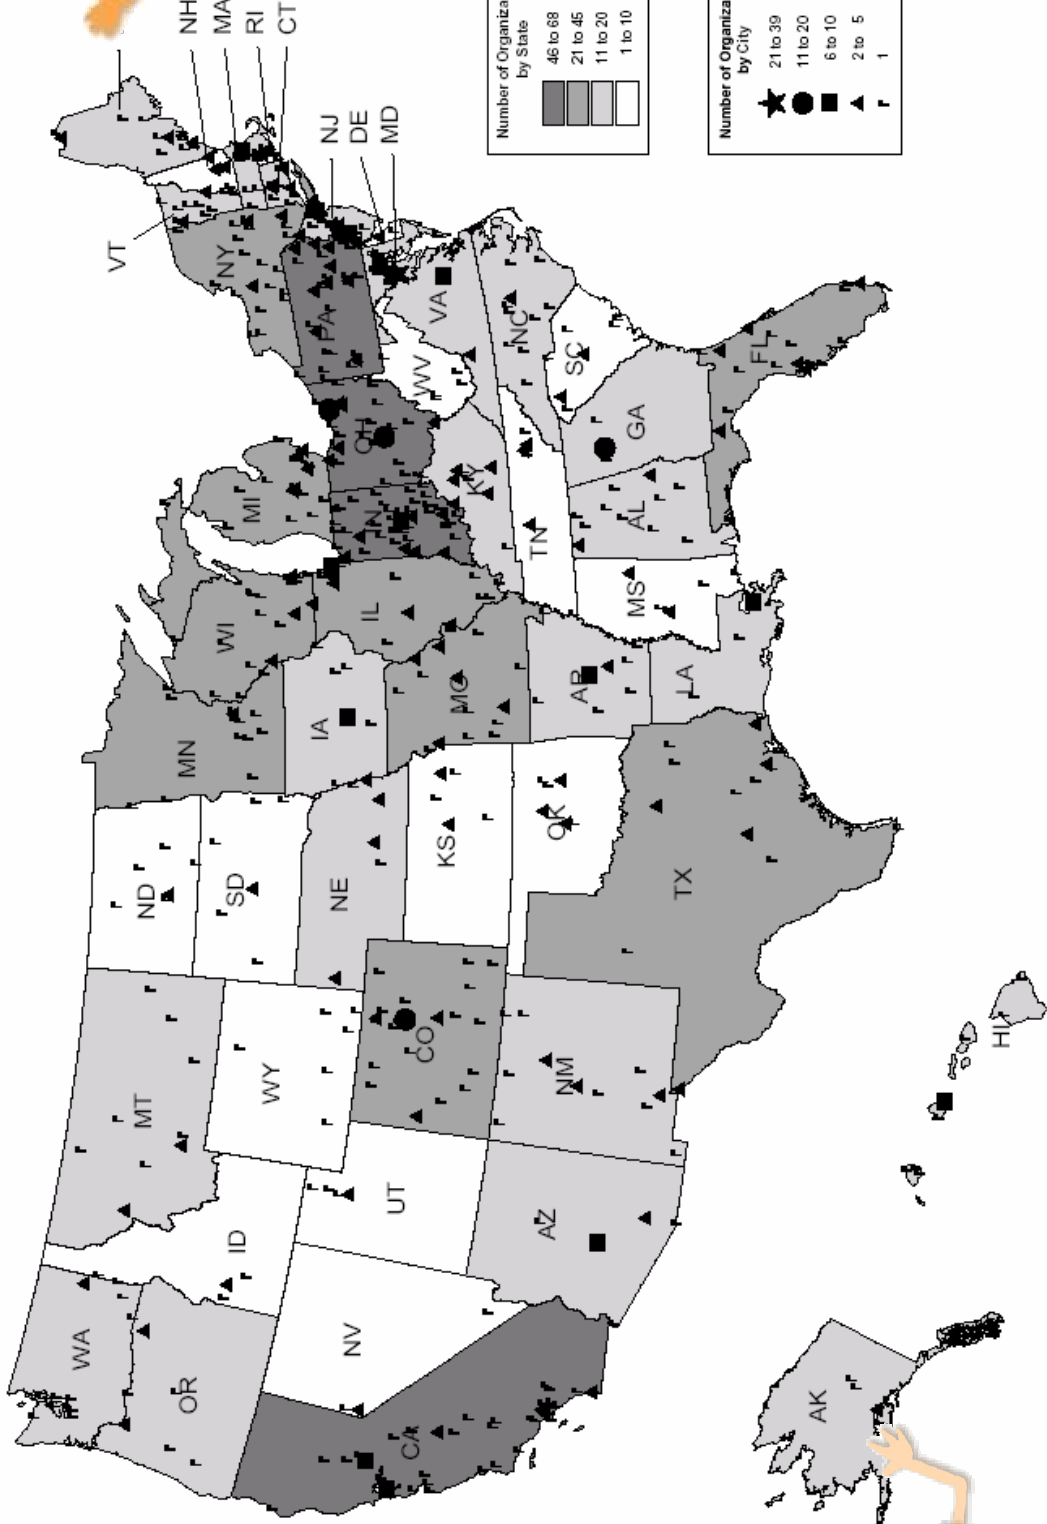 NH
MA
RI
CT
NJ
DE
MD
VT
NY
PA
WV
VA
NC
SC
GA
FL
OH
MI
IN
KY
TN
AL
MS
WI
IL
MN
IA
MO
AR
LA
ND
SD
NE
KS
OK
TX
MT
WY
CO
NM
ID
UT
AZ
WA
OR
NV
CA
AK
HI
Number of Organiza
by State
46 to 68
21 to 45
11 to 20
1 to 10
Number of Organiza
by City
21 to 39
11 to 20
6 to 10
2 to 5
1